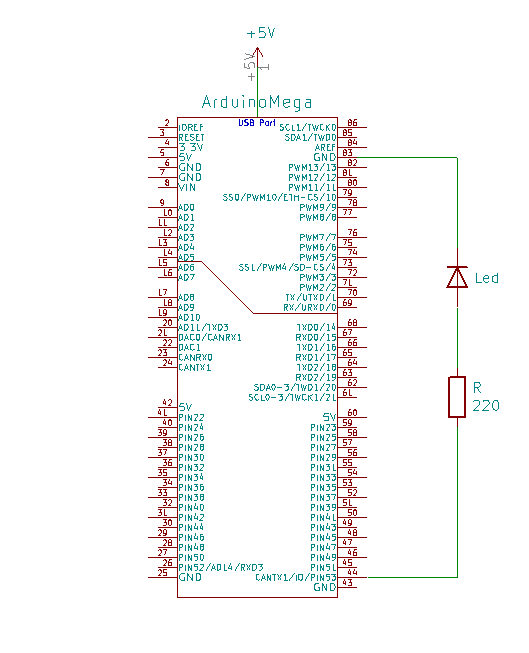 +5V
+5V
1
ArduinoMega
USB Port
2 IOREF
3 RESET
4 3.3V
5 5V
6 GND
7 GND
8 VIN
9 AD0
10 AD1
11 AD2
12 AD3
13 AD4
14 AD5
15 AD6
16 AD7
17 AD8
18 AD9
19 AD10
20 AD11/TXD3
21 DAC0/CANRX1
22 DAC1
23 CANRX0
24 CANTX1
42 5V
41 PIN22
40 PIN24
39 PIN26
38 PIN28
37 PIN30
36 PIN32
35 PIN34
34 PIN36
33 PIN38
32 PIN40
31 PIN42
30 PIN44
29 PIN46
28 PIN48
27 PIN50
26 PIN52/AD14/RXD3
25 GND
SCL1/TWCK0 86
SDA1/TWD0 85
AREF 84
GND 83
PWM13/13 82
PWM12/12 81
PWM11/11 80
SS0/PWM10/ETH-CS/10 79
PWM9/9 78
PWM8/8 77
PWM7/7 76
PWM6/6 75
PWM5/5 74
SS1/PWM4/SD-CS/4 73
PWM3/3 72
PWM2/2 71
TX/UTXD/1 70
RX/URXD/0 69
TXD0/14 68
RXD0/15 67
TXD1/16 66
RXD1/17 65
TXD2/18 64
RXD2/19 63
SDA0-3/TWD1/20 62
SCL0-3/TWCK1/21 61
5V 60
PIN23 59
PIN25 58
PIN27 57
PIN29 56
PIN31 55
PIN33 54
PIN35 53
PIN37 52
PIN39 51
PIN41 50
PIN43 49
PIN45 48
PIN47 47
PIN49 46
PIN51 45
CANTX1/IO/PIN53 44
GND 43
Led
R
220